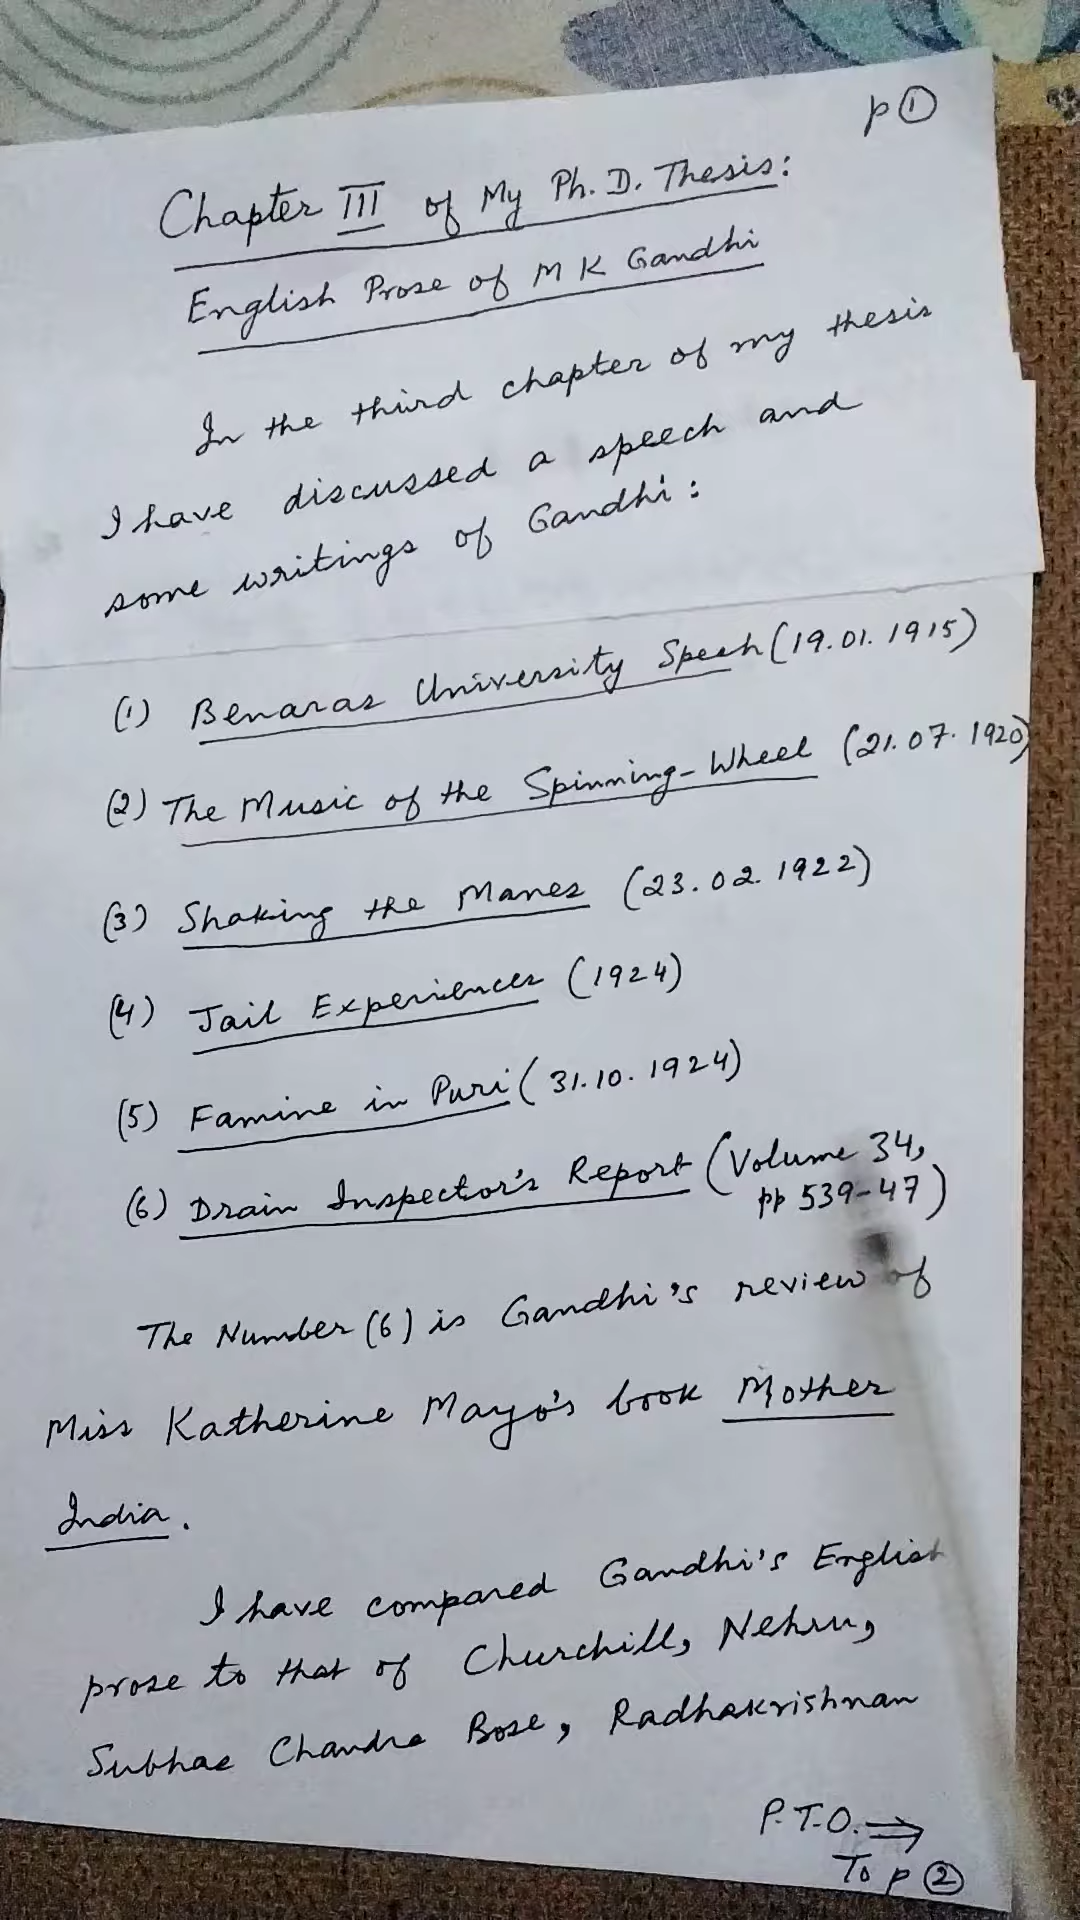 p ①
Chapter III of My Ph. D. Thesis:
English Prose of M K Gandhi
In the third chapter of my thesis
I have discussed a speech and
some writings of Gandhi:
(1) Benaras University Speeh (19.01.1915)
(2) The Music of the Spinning-Wheel (21.07.1920)
(3) Shaking the Manes (23.02.1922)
(4) Jail Experiences (1924)
(5) Famine in Puri (31.10.1924)
(6) Drain Inspector's Report (Volume 34,
pp 539-47)
The Number (6) is Gandhi's review of
Miss Katherine Mayo's book Mother
India.
I have compared Gandhi's English
prose to that of Churchill, Nehru,
Subhas Chandra Bose, Radhakrishnan
P.T.O. ⇒
To p ②